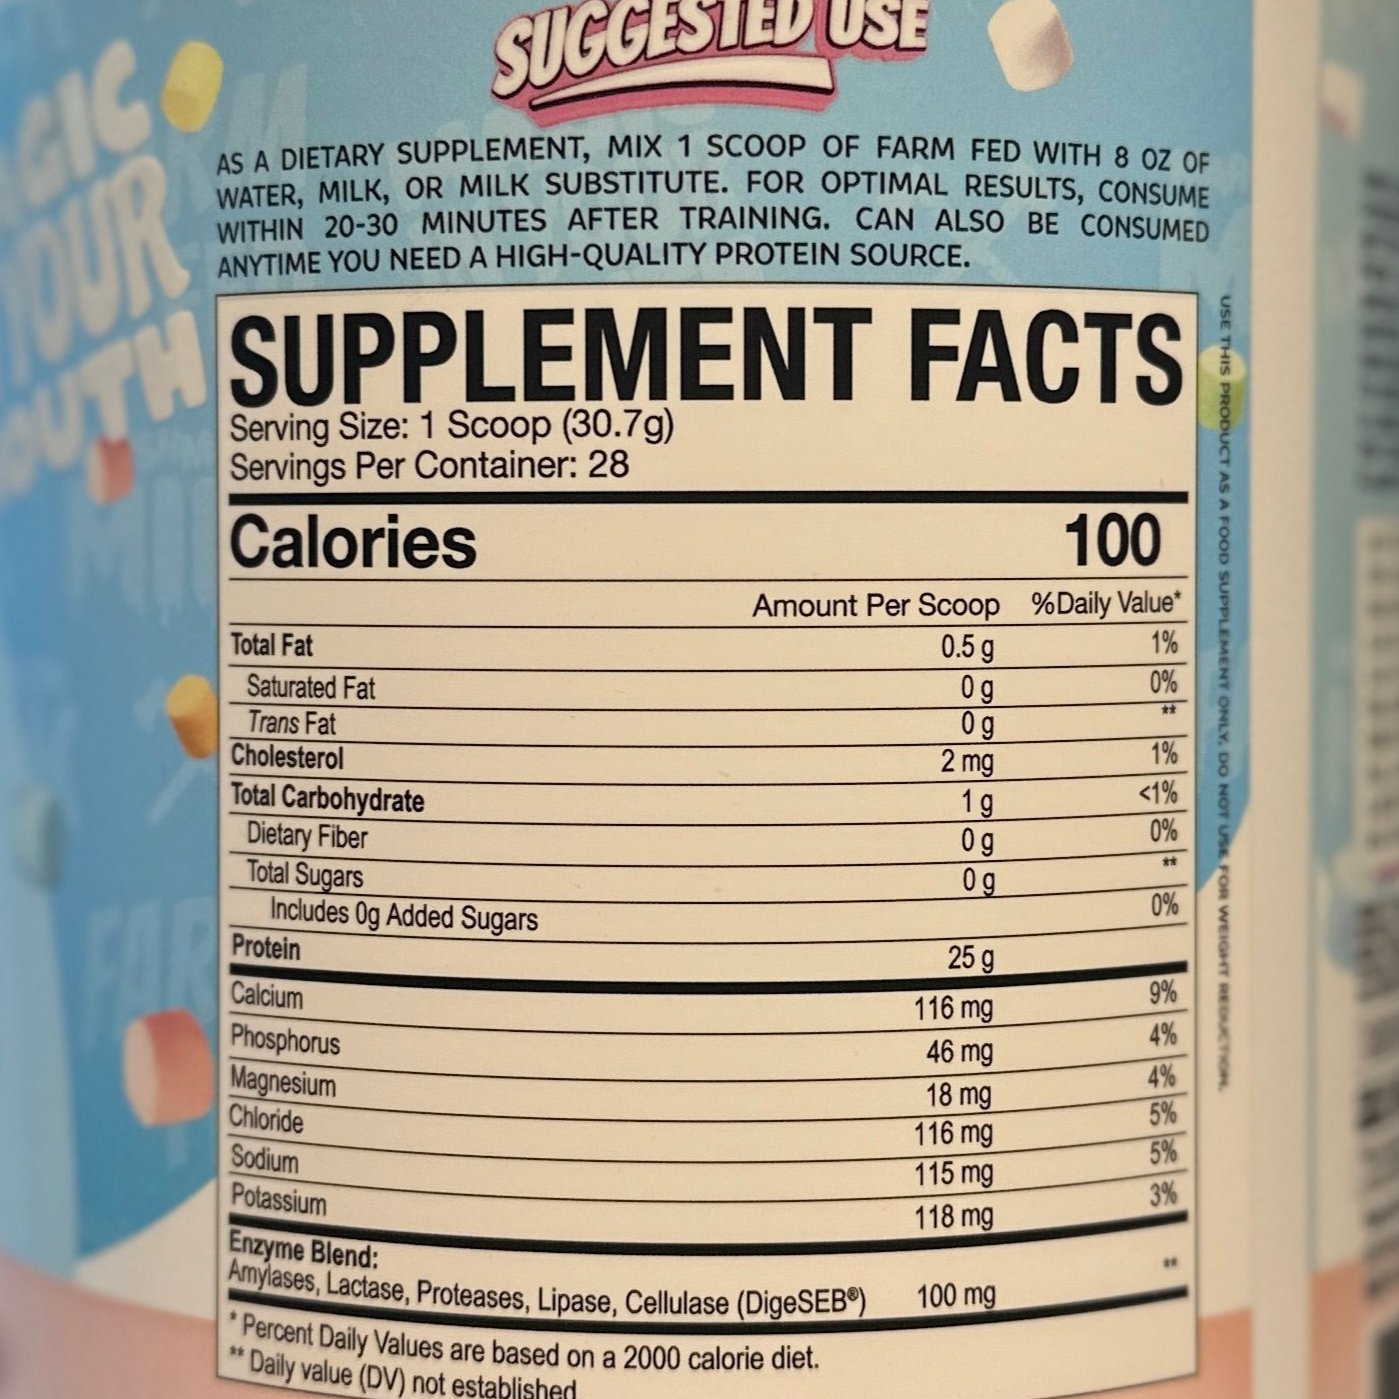 SUGGESTED USE
AS A DIETARY SUPPLEMENT, MIX 1 SCOOP OF FARM FED WITH 8 OZ OF
WATER, MILK, OR MILK SUBSTITUTE. FOR OPTIMAL RESULTS, CONSUME
WITHIN 20-30 MINUTES AFTER TRAINING. CAN ALSO BE CONSUMED
ANYTIME YOU NEED A HIGH-QUALITY PROTEIN SOURCE.
SUPPLEMENT FACTS
Serving Size: 1 Scoop (30.7g)
Servings Per Container: 28
Calories 100
Amount Per Scoop %Daily Value*
Total Fat 0.5 g 1%
Saturated Fat 0 g 0%
Trans Fat 0 g **
Cholesterol 2 mg 1%
Total Carbohydrate 1 g <1%
Dietary Fiber 0 g 0%
Total Sugars 0 g **
Includes 0g Added Sugars 0%
Protein 25 g
Calcium 116 mg 9%
Phosphorus 46 mg 4%
Magnesium 18 mg 4%
Chloride 116 mg 5%
Sodium 115 mg 5%
Potassium 118 mg 3%
Enzyme Blend:
Amylases, Lactase, Proteases, Lipase, Cellulase (DigeSEB®) 100 mg **
* Percent Daily Values are based on a 2000 calorie diet.
** Daily value (DV) not established
USE THIS PRODUCT AS A FOOD SUPPLEMENT ONLY. DO NOT USE FOR WEIGHT REDUCTION.
YOUR